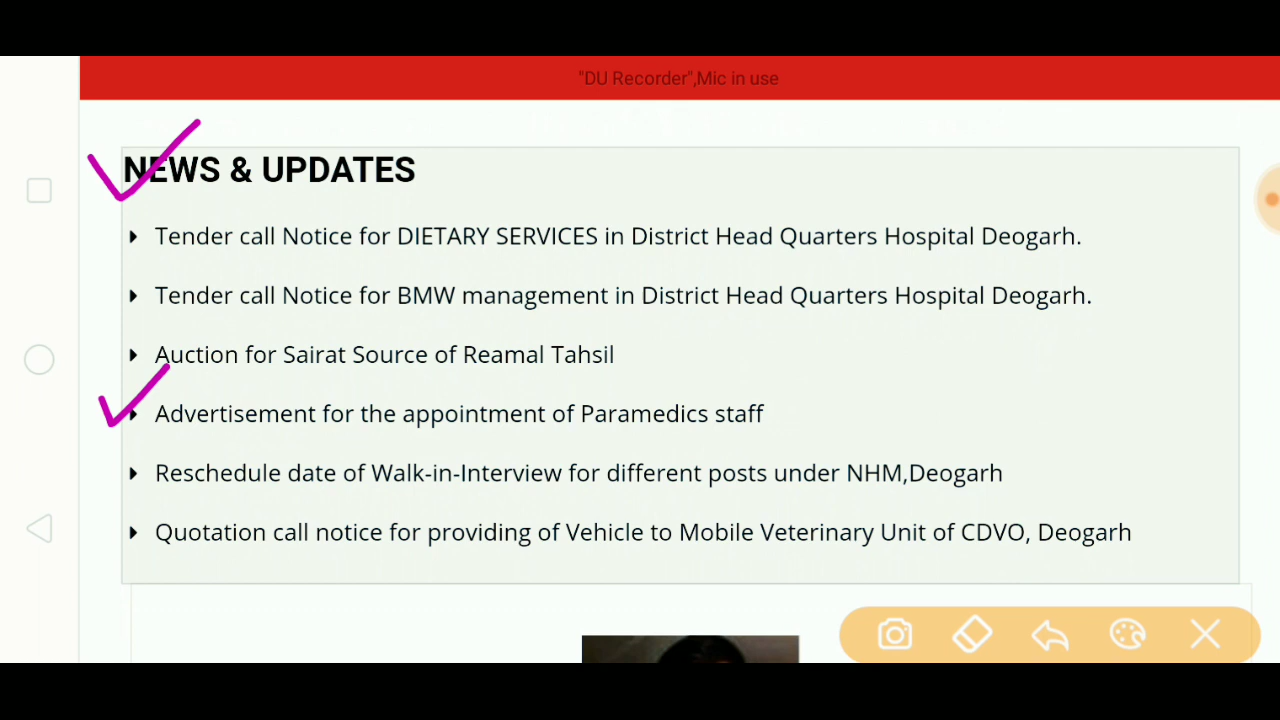 "DU Recorder",Mic in use
NEWS & UPDATES
Tender call Notice for DIETARY SERVICES in District Head Quarters Hospital Deogarh.
Tender call Notice for BMW management in District Head Quarters Hospital Deogarh.
Auction for Sairat Source of Reamal Tahsil
Advertisement for the appointment of Paramedics staff
Reschedule date of Walk-in-Interview for different posts under NHM,Deogarh
Quotation call notice for providing of Vehicle to Mobile Veterinary Unit of CDVO, Deogarh